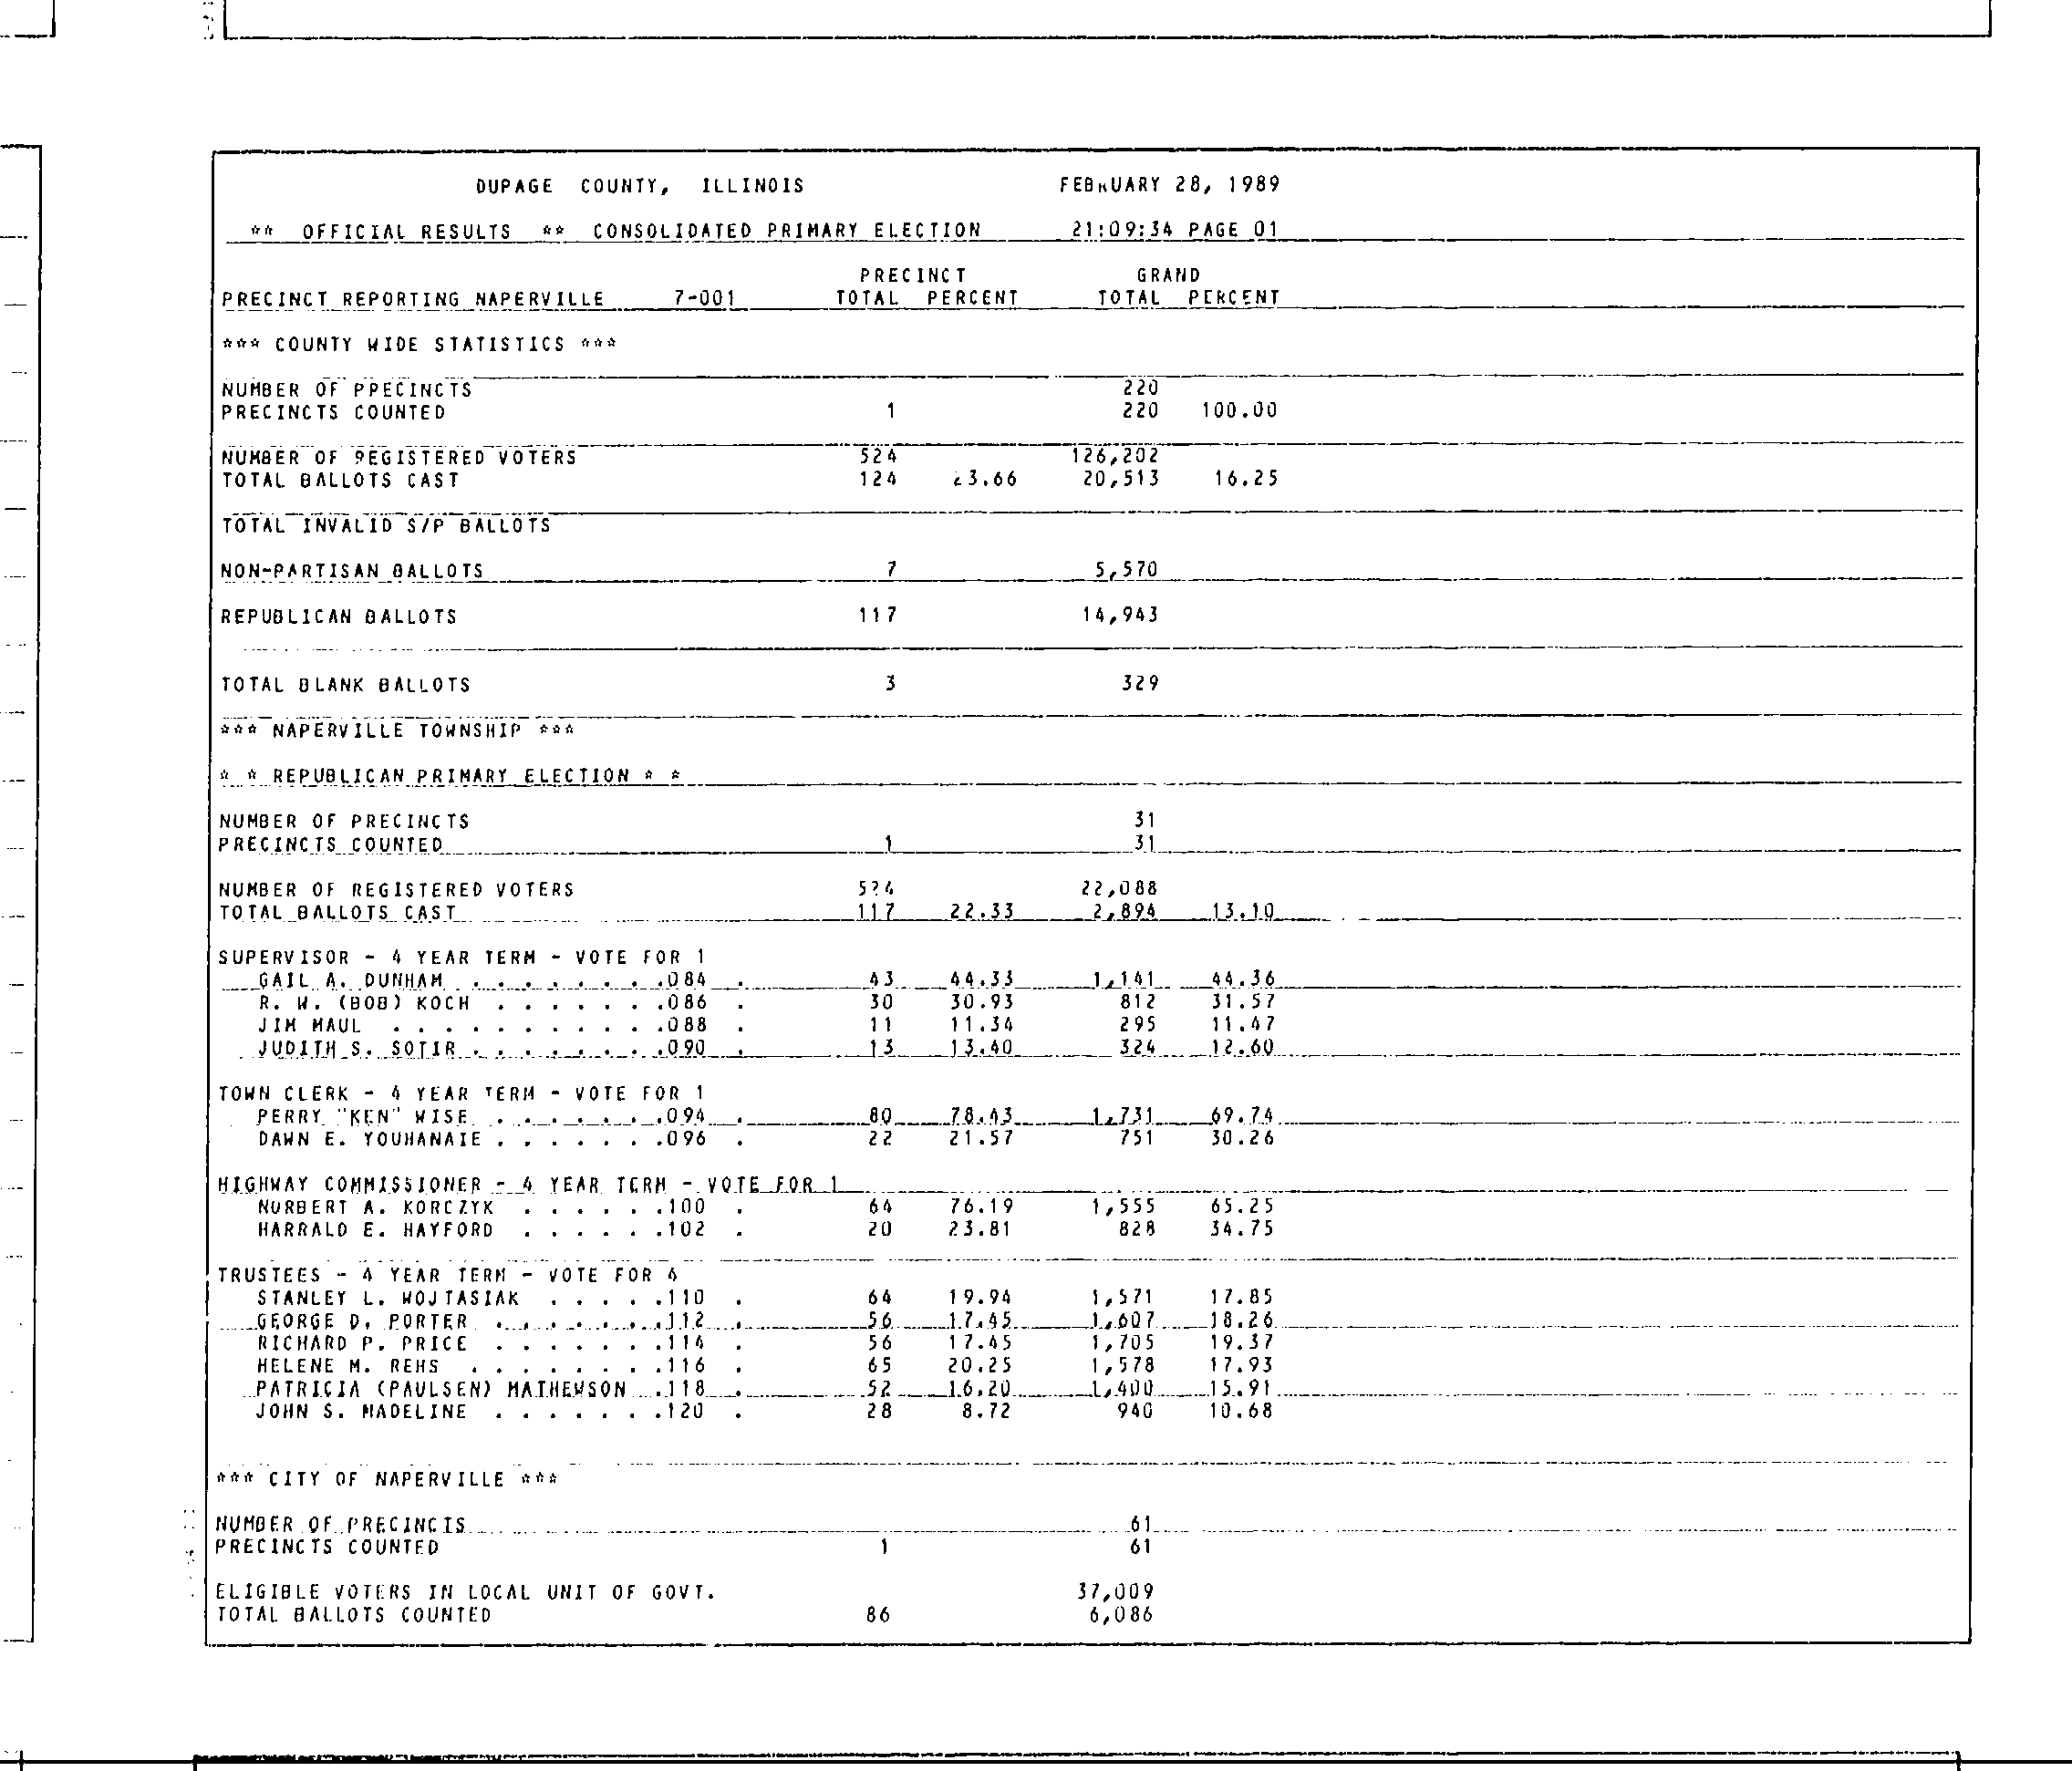 DUPAGE COUNTY, ILLINOIS FEBRUARY 28, 1989
** OFFICIAL RESULTS ** CONSOLIDATED PRIMARY ELECTION 21:09:34 PAGE 01
PRECINCT GRAND
PRECINCT REPORTING NAPERVILLE 7-001 TOTAL PERCENT TOTAL PERCENT
*** COUNTY WIDE STATISTICS ***
NUMBER OF PRECINCTS 220
PRECINCTS COUNTED 1 220 100.00
NUMBER OF REGISTERED VOTERS 524 126,202
TOTAL BALLOTS CAST 124 23.66 20,513 16.25
TOTAL INVALID S/P BALLOTS
NON-PARTISAN BALLOTS 7 5,570
REPUBLICAN BALLOTS 117 14,943
TOTAL BLANK BALLOTS 3 329
*** NAPERVILLE TOWNSHIP ***
* * REPUBLICAN PRIMARY ELECTION * *
NUMBER OF PRECINCTS 31
PRECINCTS COUNTED 1 31
NUMBER OF REGISTERED VOTERS 524 22,088
TOTAL BALLOTS CAST 117 22.33 2,894 13.10
SUPERVISOR - 4 YEAR TERM - VOTE FOR 1
GAIL A. DUNHAM . . . . . . . .084 . 43 44.33 1,141 44.36
R. W. (BOB) KOCH . . . . . . .086 . 30 30.93 812 31.57
JIM MAUL . . . . . . . . . . .088 . 11 11.34 295 11.47
JUDITH S. SOTIR . . . . . . . .090 . 13 13.40 324 12.60
TOWN CLERK - 4 YEAR TERM - VOTE FOR 1
PERRY "KEN" WISE . . . . . . .094 . 80 78.43 1,731 69.74
DAWN E. YOUHANAIE . . . . . . .096 . 22 21.57 751 30.26
HIGHWAY COMMISSIONER - 4 YEAR TERM - VOTE FOR 1
NORBERT A. KORCZYK . . . . . .100 . 64 76.19 1,555 65.25
HARRALD E. HAYFORD . . . . . .102 . 20 23.81 828 34.75
TRUSTEES - 4 YEAR TERM - VOTE FOR 4
STANLEY L. WOJTASIAK . . . . .110 . 64 19.94 1,571 17.85
GEORGE D. PORTER . . . . . . .112 . 56 17.45 1,607 18.26
RICHARD P. PRICE . . . . . . .114 . 56 17.45 1,705 19.37
HELENE M. REHS . . . . . . . .116 . 65 20.25 1,578 17.93
PATRICIA (PAULSEN) MATHEWSON .118 . 52 16.20 1,400 15.91
JOHN S. MADELINE . . . . . . .120 . 28 8.72 940 10.68
*** CITY OF NAPERVILLE ***
NUMBER OF PRECINCTS 61
PRECINCTS COUNTED 1 61
ELIGIBLE VOTERS IN LOCAL UNIT OF GOVT. 37,009
TOTAL BALLOTS COUNTED 86 6,086